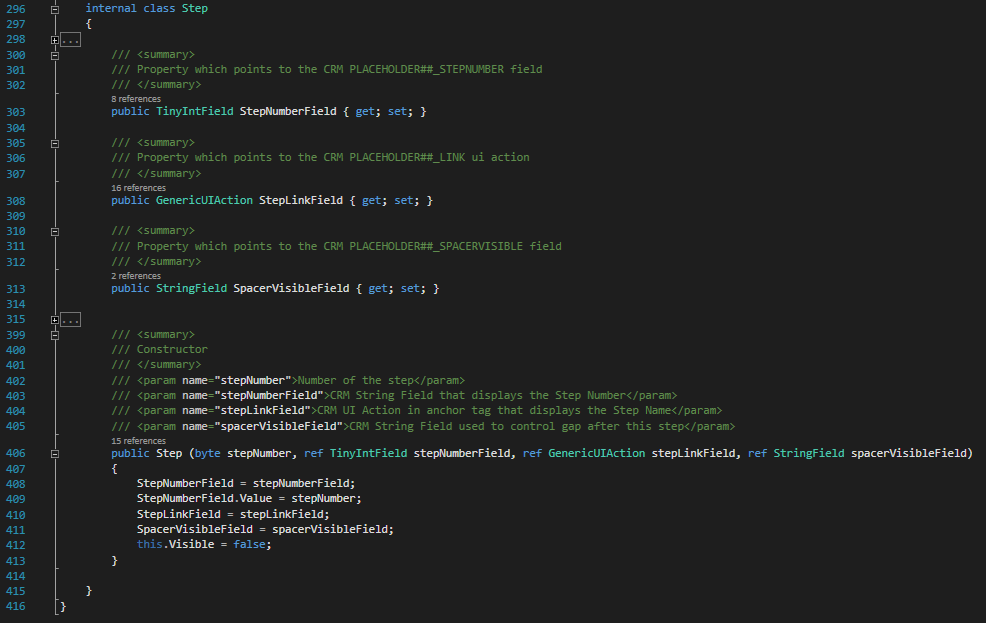 296 internal class Step
297 {
298 ...
300 /// <summary>
301 /// Property which points to the CRM PLACEHOLDER##_STEPNUMBER field
302 /// </summary>
8 references
303 public TinyIntField StepNumberField { get; set; }
304
305 /// <summary>
306 /// Property which points to the CRM PLACEHOLDER##_LINK ui action
307 /// </summary>
16 references
308 public GenericUIAction StepLinkField { get; set; }
309
310 /// <summary>
311 /// Property which points to the CRM PLACEHOLDER##_SPACERVISIBLE field
312 /// </summary>
2 references
313 public StringField SpacerVisibleField { get; set; }
314
315 ...
399 /// <summary>
400 /// Constructor
401 /// </summary>
402 /// <param name="stepNumber">Number of the step</param>
403 /// <param name="stepNumberField">CRM String Field that displays the Step Number</param>
404 /// <param name="stepLinkField">CRM UI Action in anchor tag that displays the Step Name</param>
405 /// <param name="spacerVisibleField">CRM String Field used to control gap after this step</param>
15 references
406 public Step (byte stepNumber, ref TinyIntField stepNumberField, ref GenericUIAction stepLinkField, ref StringField spacerVisibleField)
407 {
408 StepNumberField = stepNumberField;
409 StepNumberField.Value = stepNumber;
410 StepLinkField = stepLinkField;
411 SpacerVisibleField = spacerVisibleField;
412 this.Visible = false;
413 }
414
415 }
416 }